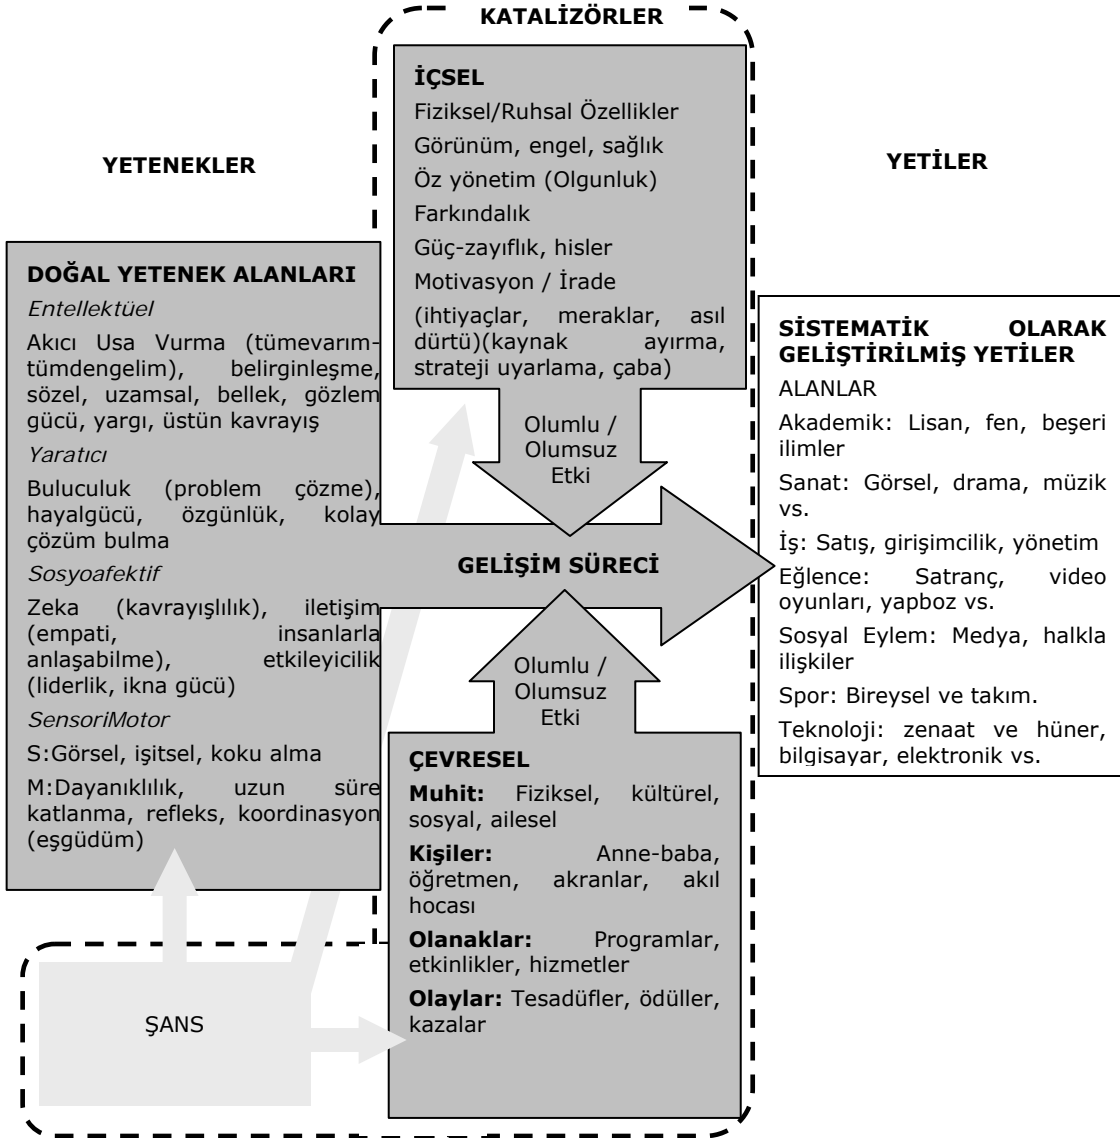 KATALİZÖRLER
İÇSEL
Fiziksel/Ruhsal Özellikler
Görünüm, engel, sağlık
Öz yönetim (Olgunluk)
Farkındalık
Güç-zayıflık, hisler
Motivasyon / İrade
(ihtiyaçlar, meraklar, asıl
dürtü)(kaynak ayırma,
strateji uyarlama, çaba)
Olumlu /
Olumsuz
Etki
YETENEKLER
DOĞAL YETENEK ALANLARI
Entellektüel
Akıcı Usa Vurma (tümevarım-
tümdengelim), belirginleşme,
sözel, uzamsal, bellek, gözlem
gücü, yargı, üstün kavrayış
Yaratıcı
Buluculuk (problem çözme),
hayalgücü, özgünlük, kolay
çözüm bulma
Sosyoafektif
Zeka (kavrayışlılık), iletişim
(empati, insanlarla
anlaşabilme), etkileyicilik
(liderlik, ikna gücü)
SensoriMotor
S:Görsel, işitsel, koku alma
M:Dayanıklılık, uzun süre
katlanma, refleks, koordinasyon
(eşgüdüm)
GELİŞİM SÜRECİ
YETİLER
SİSTEMATİK OLARAK
GELİŞTİRİLMİŞ YETİLER
ALANLAR
Akademik: Lisan, fen, beşeri
ilimler
Sanat: Görsel, drama, müzik
vs.
İş: Satış, girişimcilik, yönetim
Eğlence: Satranç, video
oyunları, yapboz vs.
Sosyal Eylem: Medya, halkla
ilişkiler
Spor: Bireysel ve takım.
Teknoloji: zenaat ve hüner,
bilgisayar, elektronik vs.
Olumlu /
Olumsuz
Etki
ÇEVRESEL
Muhit: Fiziksel, kültürel,
sosyal, ailesel
Kişiler: Anne-baba,
öğretmen, akranlar, akıl
hocası
Olanaklar: Programlar,
etkinlikler, hizmetler
Olaylar: Tesadüfler, ödüller,
kazalar
ŞANS